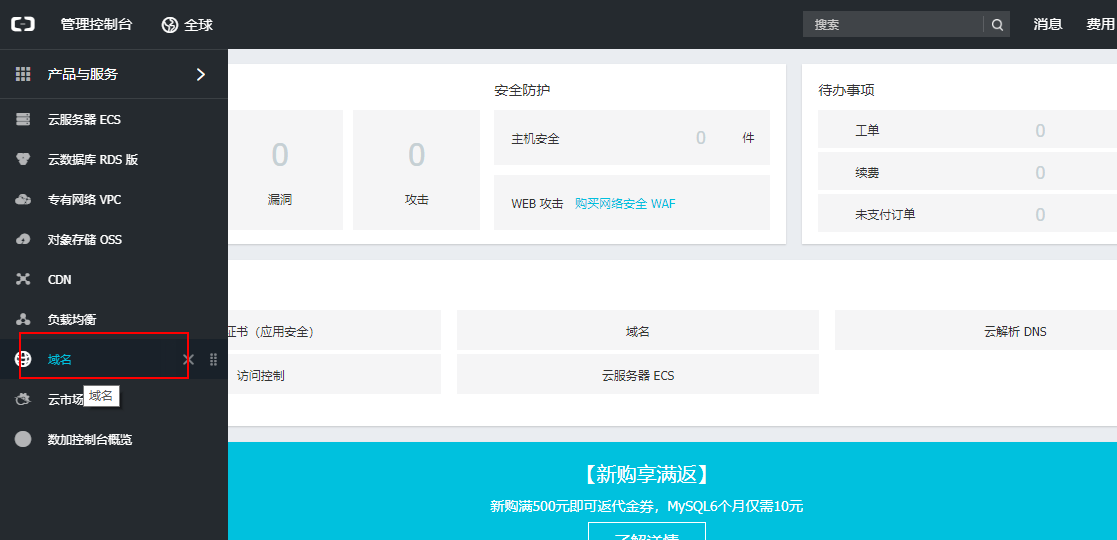 管理控制台
全球
搜索
消息
费用
产品与服务
云服务器 ECS
云数据库 RDS 版
专有网络 VPC
对象存储 OSS
CDN
负载均衡
域名
域名
云市场
数加控制台概览
0
漏洞
0
攻击
安全防护
主机安全
0 件
WEB 攻击 购买网络安全 WAF
待办事项
工单 0
续费 0
未支付订单 0
证书（应用安全）
域名
云解析 DNS
访问控制
云服务器 ECS
【新购享满返】
新购满500元即可返代金券，MySQL6个月仅需10元
了解详情